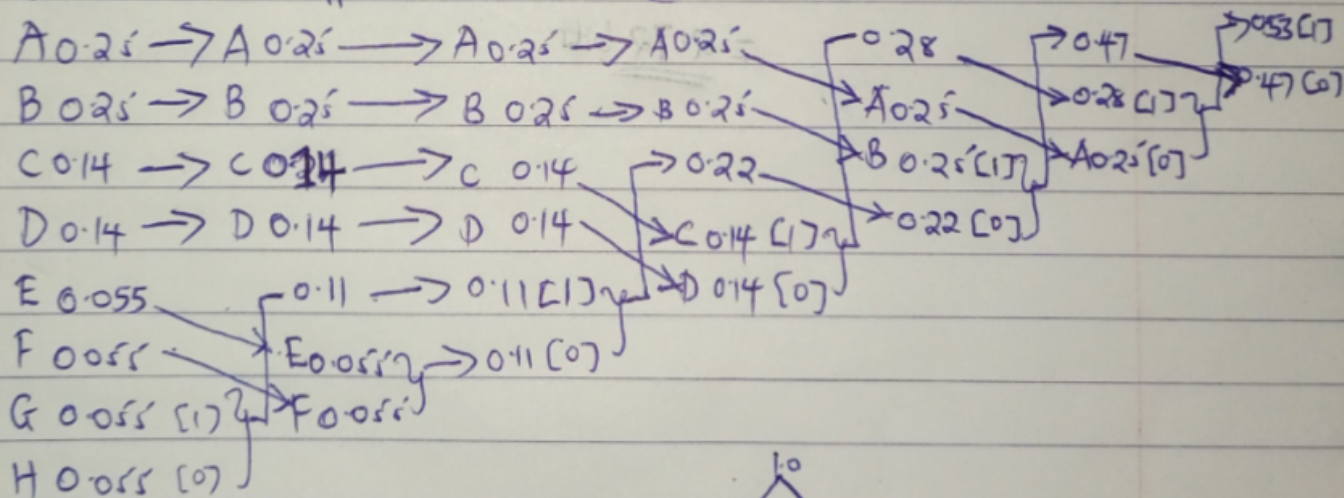 A 0.25 → A 0.25 → A 0.25 → A 0.25 0.28 → 0.47 → 0.53 [1]
B 0.25 → B 0.25 → B 0.25 → B 0.25 → A 0.25 → 0.28 [1] 0.47 [0]
C 0.14 → C 0.14 → C 0.14 → 0.22 → B 0.25 [1] → A 0.25 [0]
D 0.14 → D 0.14 → D 0.14 → C 0.14 [1] → 0.22 [0]
E 0.055 0.11 → 0.11 [1] → D 0.14 [0]
F 0.055 E 0.055 → 0.11 [0]
G 0.055 [1] F 0.055
H 0.055 [0]
1.0